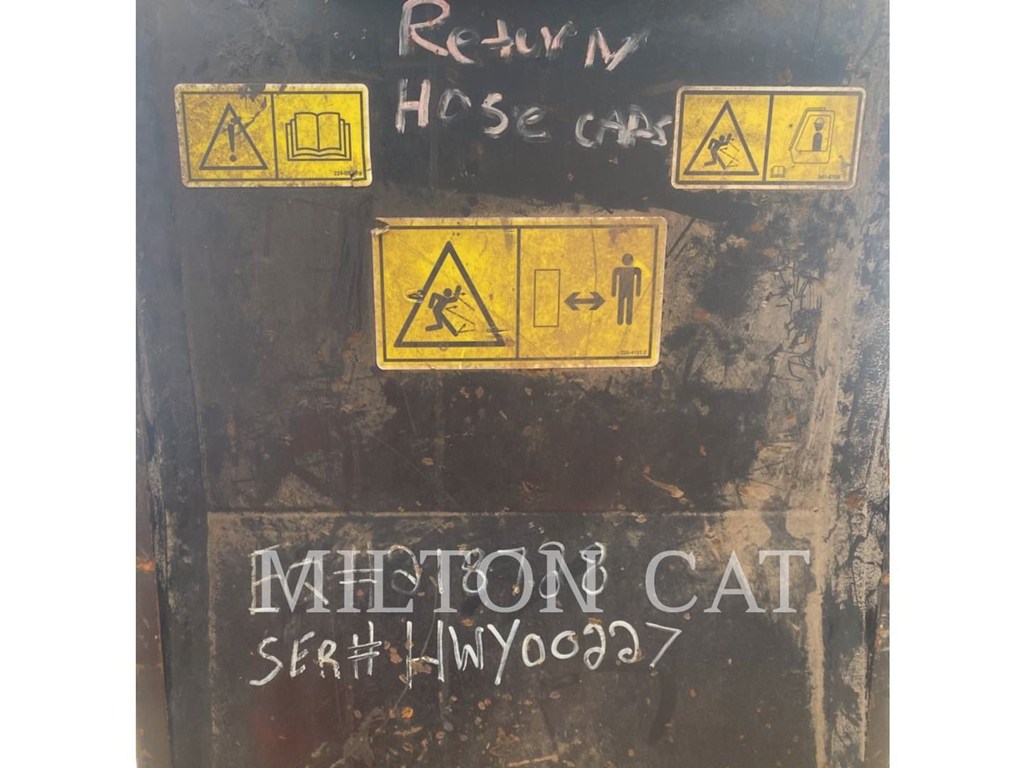 Return
Hose CAPS
MILTON CAT
SER# HWY00227